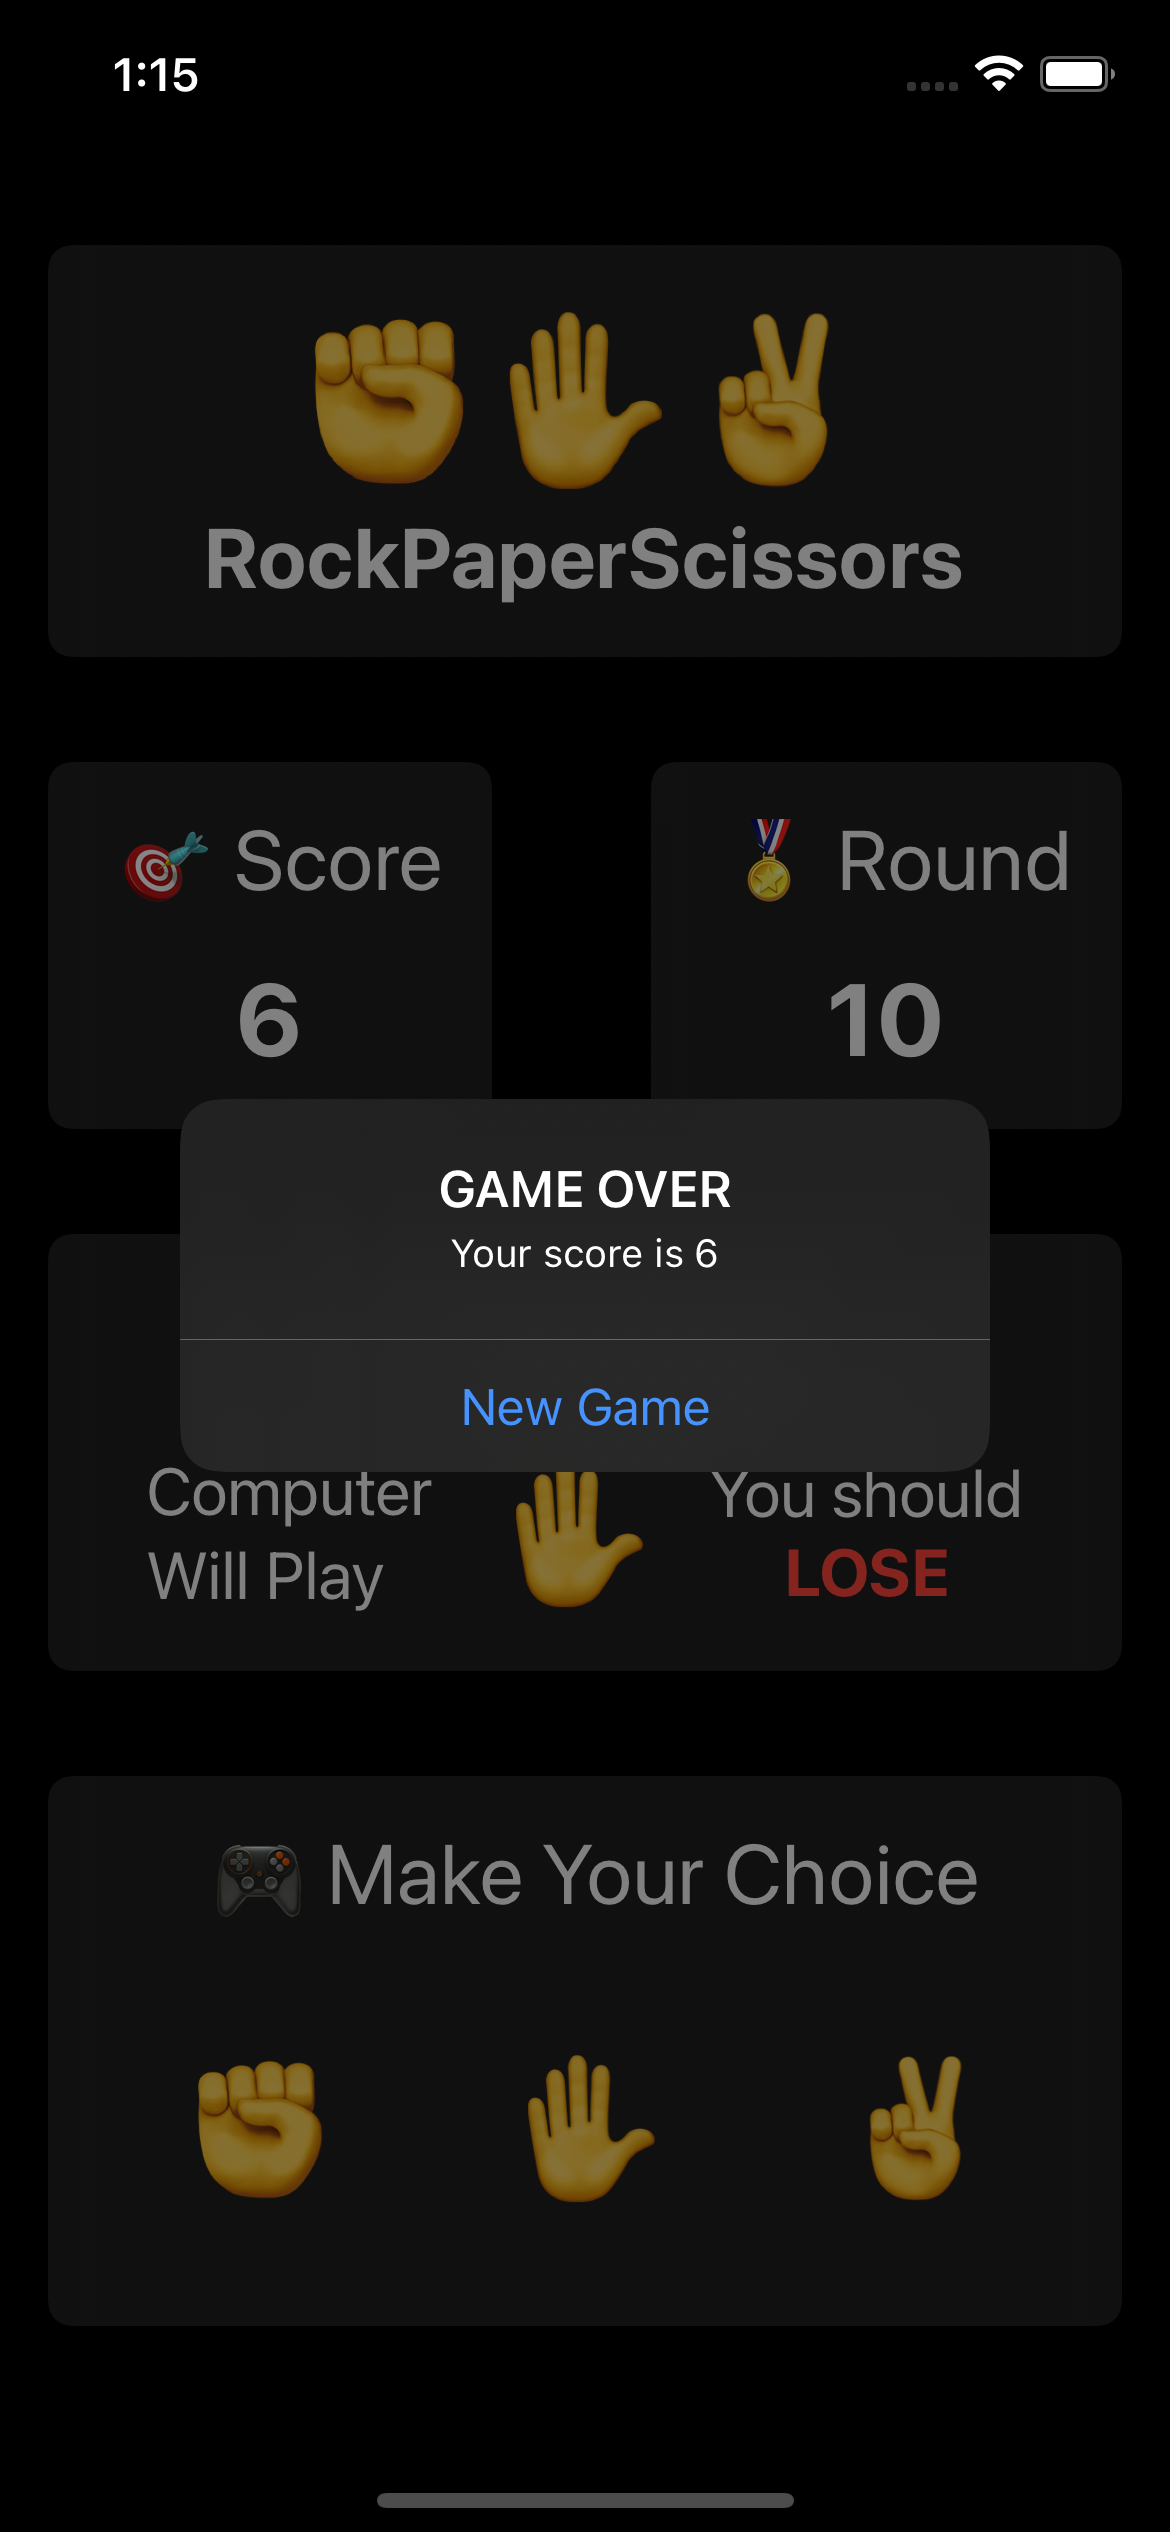 1:15
RockPaperScissors
Score
Round
6
10
GAME OVER
Your score is 6
New Game
Computer
Will Play
You should
LOSE
Make Your Choice